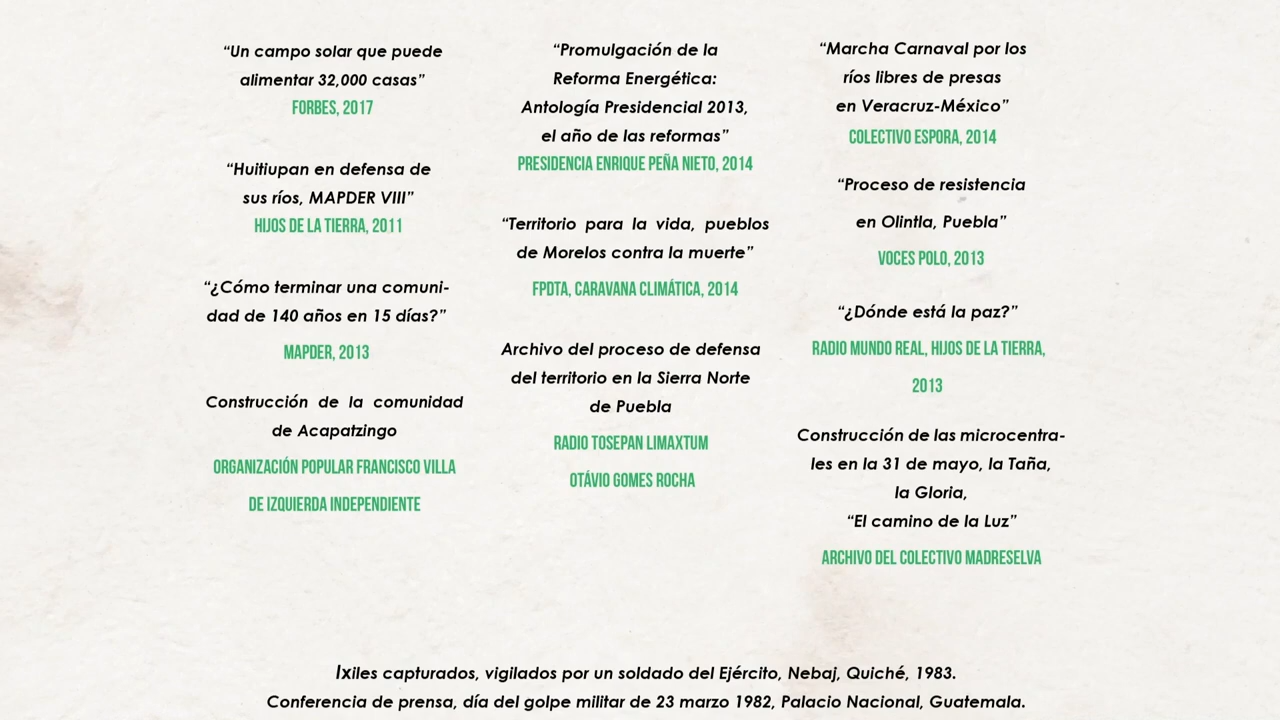 “Un campo solar que puede
alimentar 32,000 casas”
FORBES, 2017
“Huitiupan en defensa de
sus ríos, MAPDER VIII”
HIJOS DE LA TIERRA, 2011
“¿Cómo terminar una comuni-
dad de 140 años en 15 días?”
MAPDER, 2013
Construcción de la comunidad
de Acapatzingo
ORGANIZACIÓN POPULAR FRANCISCO VILLA
DE IZQUIERDA INDEPENDIENTE
“Promulgación de la
Reforma Energética:
Antología Presidencial 2013,
el año de las reformas”
PRESIDENCIA ENRIQUE PEÑA NIETO, 2014
“Territorio para la vida, pueblos
de Morelos contra la muerte”
FPDTA, CARAVANA CLIMÁTICA, 2014
Archivo del proceso de defensa
del territorio en la Sierra Norte
de Puebla
RADIO TOSEPAN LIMAXTUM
OTÁVIO GOMES ROCHA
“Marcha Carnaval por los
ríos libres de presas
en Veracruz-México”
COLECTIVO ESPORA, 2014
“Proceso de resistencia
en Olintla, Puebla”
VOCES POLO, 2013
“¿Dónde está la paz?”
RADIO MUNDO REAL, HIJOS DE LA TIERRA,
2013
Construcción de las microcentra-
les en la 31 de mayo, la Taña,
la Gloria,
“El camino de la Luz”
ARCHIVO DEL COLECTIVO MADRESELVA
Ixiles capturados, vigilados por un soldado del Ejército, Nebaj, Quiché, 1983.
Conferencia de prensa, día del golpe militar de 23 marzo 1982, Palacio Nacional, Guatemala.